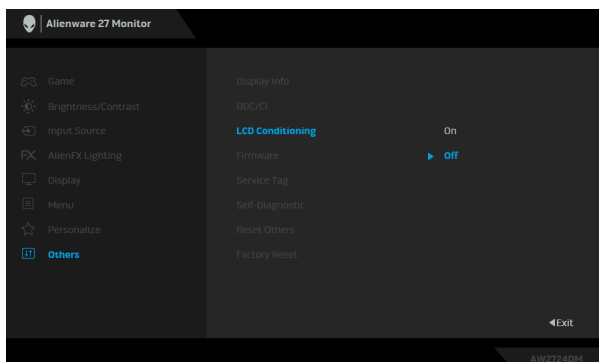 Alienware 27 Monitor
Game
Brightness/Contrast
Input Source
AlienFX Lighting
Display
Menu
Personalize
Others
Display Info
DDC/CI
LCD Conditioning
On
Firmware
Off
Service Tag
Self-Diagnostic
Reset Others
Factory Reset
Exit
AW2724DM